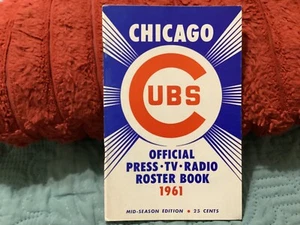 CHICAGO
CUBS
OFFICIAL
PRESS · TV · RADIO
ROSTER BOOK
1961
MID-SEASON EDITION • 25 CENTS